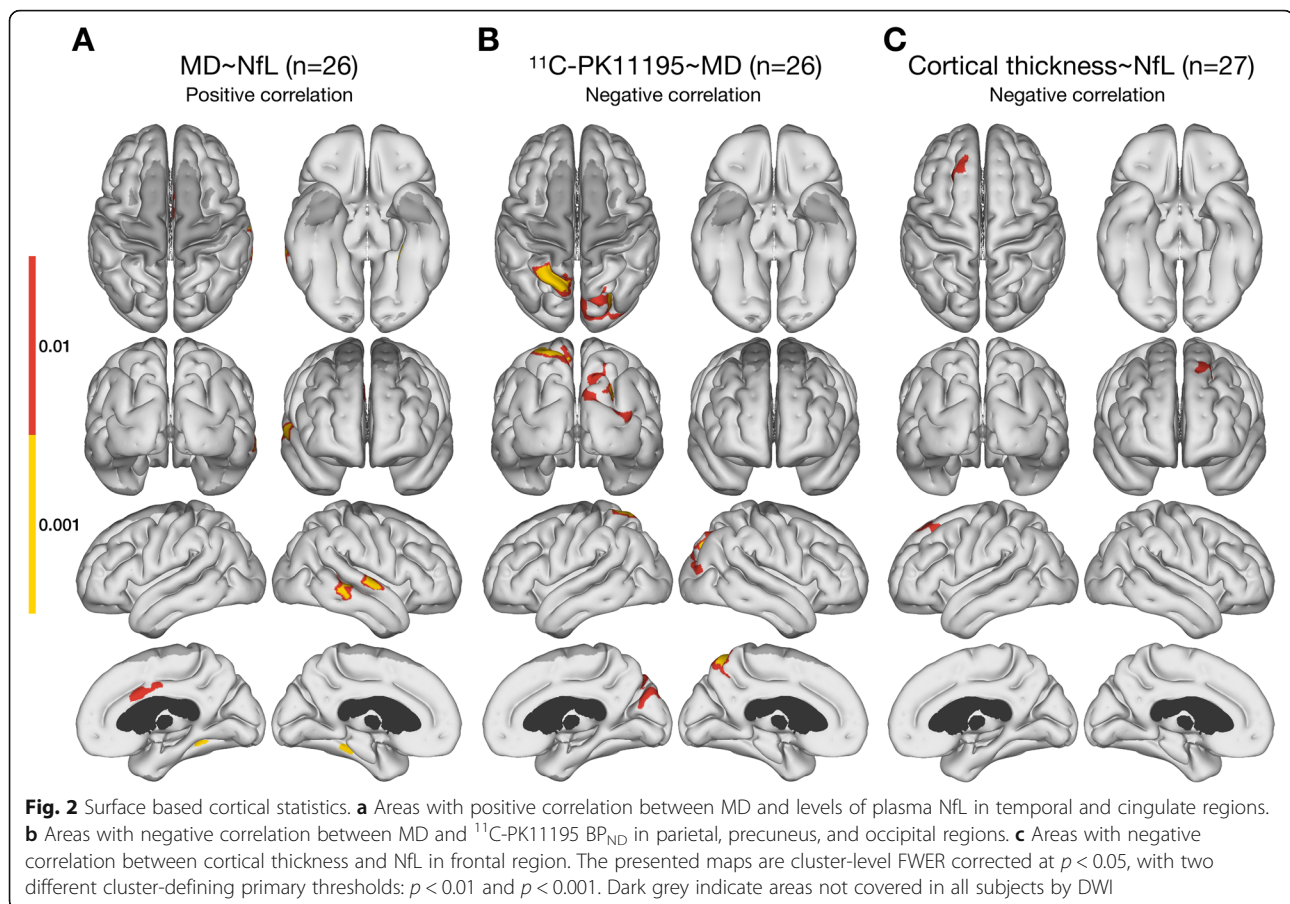 A
MD~NfL (n=26)
Positive correlation
B
¹¹C-PK11195~MD (n=26)
Negative correlation
C
Cortical thickness~NfL (n=27)
Negative correlation
0.01
0.001
Fig. 2 Surface based cortical statistics. a Areas with positive correlation between MD and levels of plasma NfL in temporal and cingulate regions.
b Areas with negative correlation between MD and ¹¹C-PK11195 BP_ND in parietal, precuneus, and occipital regions. c Areas with negative
correlation between cortical thickness and NfL in frontal region. The presented maps are cluster-level FWER corrected at p < 0.05, with two
different cluster-defining primary thresholds: p < 0.01 and p < 0.001. Dark grey indicate areas not covered in all subjects by DWI